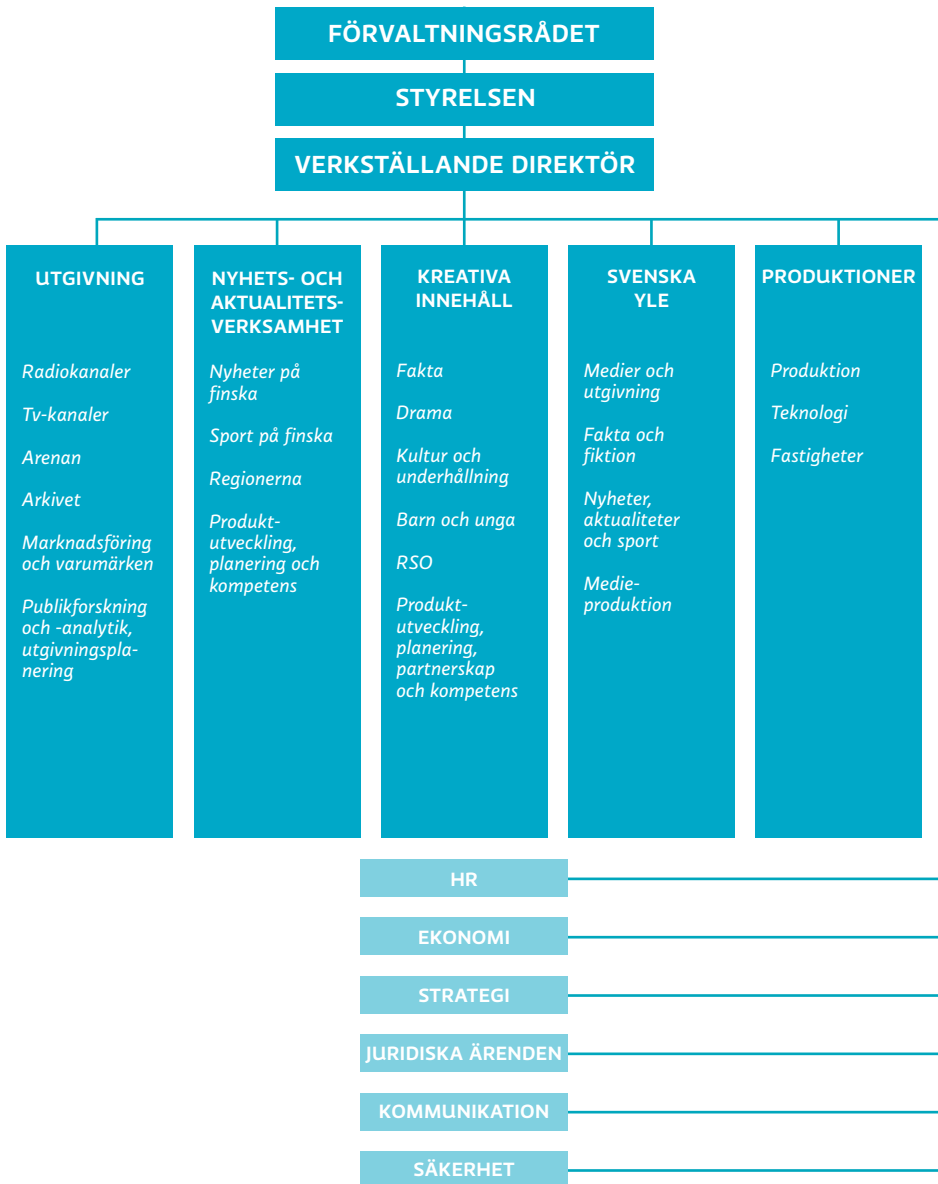 FÖRVALTNINGSRÅDET
STYRELSEN
VERKSTÄLLANDE DIREKTÖR
UTGIVNING
Radiokanaler
Tv-kanaler
Arenan
Arkivet
Marknadsföring
och varumärken
Publikforskning
och -analytik,
utgivningspla-
nering
NYHETS- OCH
AKTUALITETS-
VERKSAMHET
Nyheter på
finska
Sport på finska
Regionerna
Produkt-
utveckling,
planering och
kompetens
KREATIVA
INNEHÅLL
Fakta
Drama
Kultur och
underhållning
Barn och unga
RSO
Produkt-
utveckling,
planering,
partnerskap
och kompetens
SVENSKA
YLE
Medier och
utgivning
Fakta och
fiktion
Nyheter,
aktualiteter
och sport
Medie-
produktion
PRODUKTIONER
Produktion
Teknologi
Fastigheter
HR
EKONOMI
STRATEGI
JURIDISKA ÄRENDEN
KOMMUNIKATION
SÄKERHET